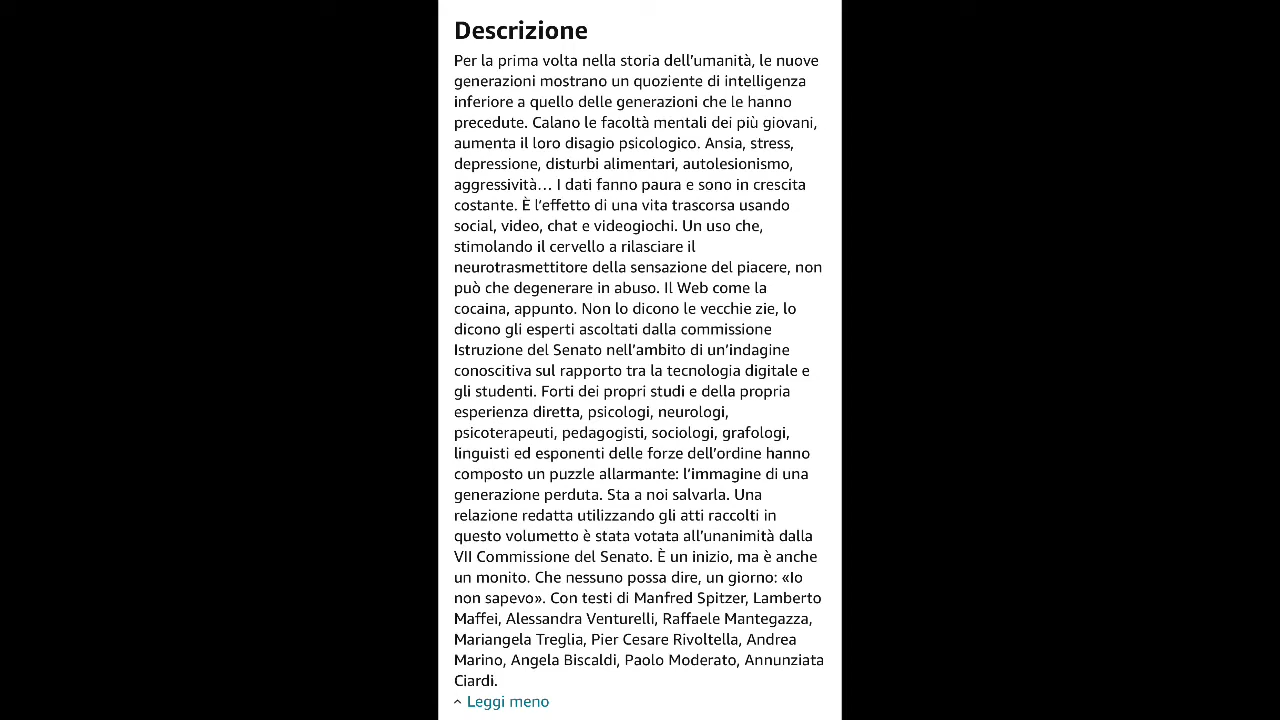 Descrizione
Per la prima volta nella storia dell’umanità, le nuove
generazioni mostrano un quoziente di intelligenza
inferiore a quello delle generazioni che le hanno
precedute. Calano le facoltà mentali dei più giovani,
aumenta il loro disagio psicologico. Ansia, stress,
depressione, disturbi alimentari, autolesionismo,
aggressività… I dati fanno paura e sono in crescita
costante. È l’effetto di una vita trascorsa usando
social, video, chat e videogiochi. Un uso che,
stimolando il cervello a rilasciare il
neurotrasmettitore della sensazione del piacere, non
può che degenerare in abuso. Il Web come la
cocaina, appunto. Non lo dicono le vecchie zie, lo
dicono gli esperti ascoltati dalla commissione
Istruzione del Senato nell’ambito di un’indagine
conoscitiva sul rapporto tra la tecnologia digitale e
gli studenti. Forti dei propri studi e della propria
esperienza diretta, psicologi, neurologi,
psicoterapeuti, pedagogisti, sociologi, grafologi,
linguisti ed esponenti delle forze dell’ordine hanno
composto un puzzle allarmante: l’immagine di una
generazione perduta. Sta a noi salvarla. Una
relazione redatta utilizzando gli atti raccolti in
questo volumetto è stata votata all’unanimità dalla
VII Commissione del Senato. È un inizio, ma è anche
un monito. Che nessuno possa dire, un giorno: «Io
non sapevo». Con testi di Manfred Spitzer, Lamberto
Maffei, Alessandra Venturelli, Raffaele Mantegazza,
Mariangela Treglia, Pier Cesare Rivoltella, Andrea
Marino, Angela Biscaldi, Paolo Moderato, Annunziata
Ciardi.
Leggi meno